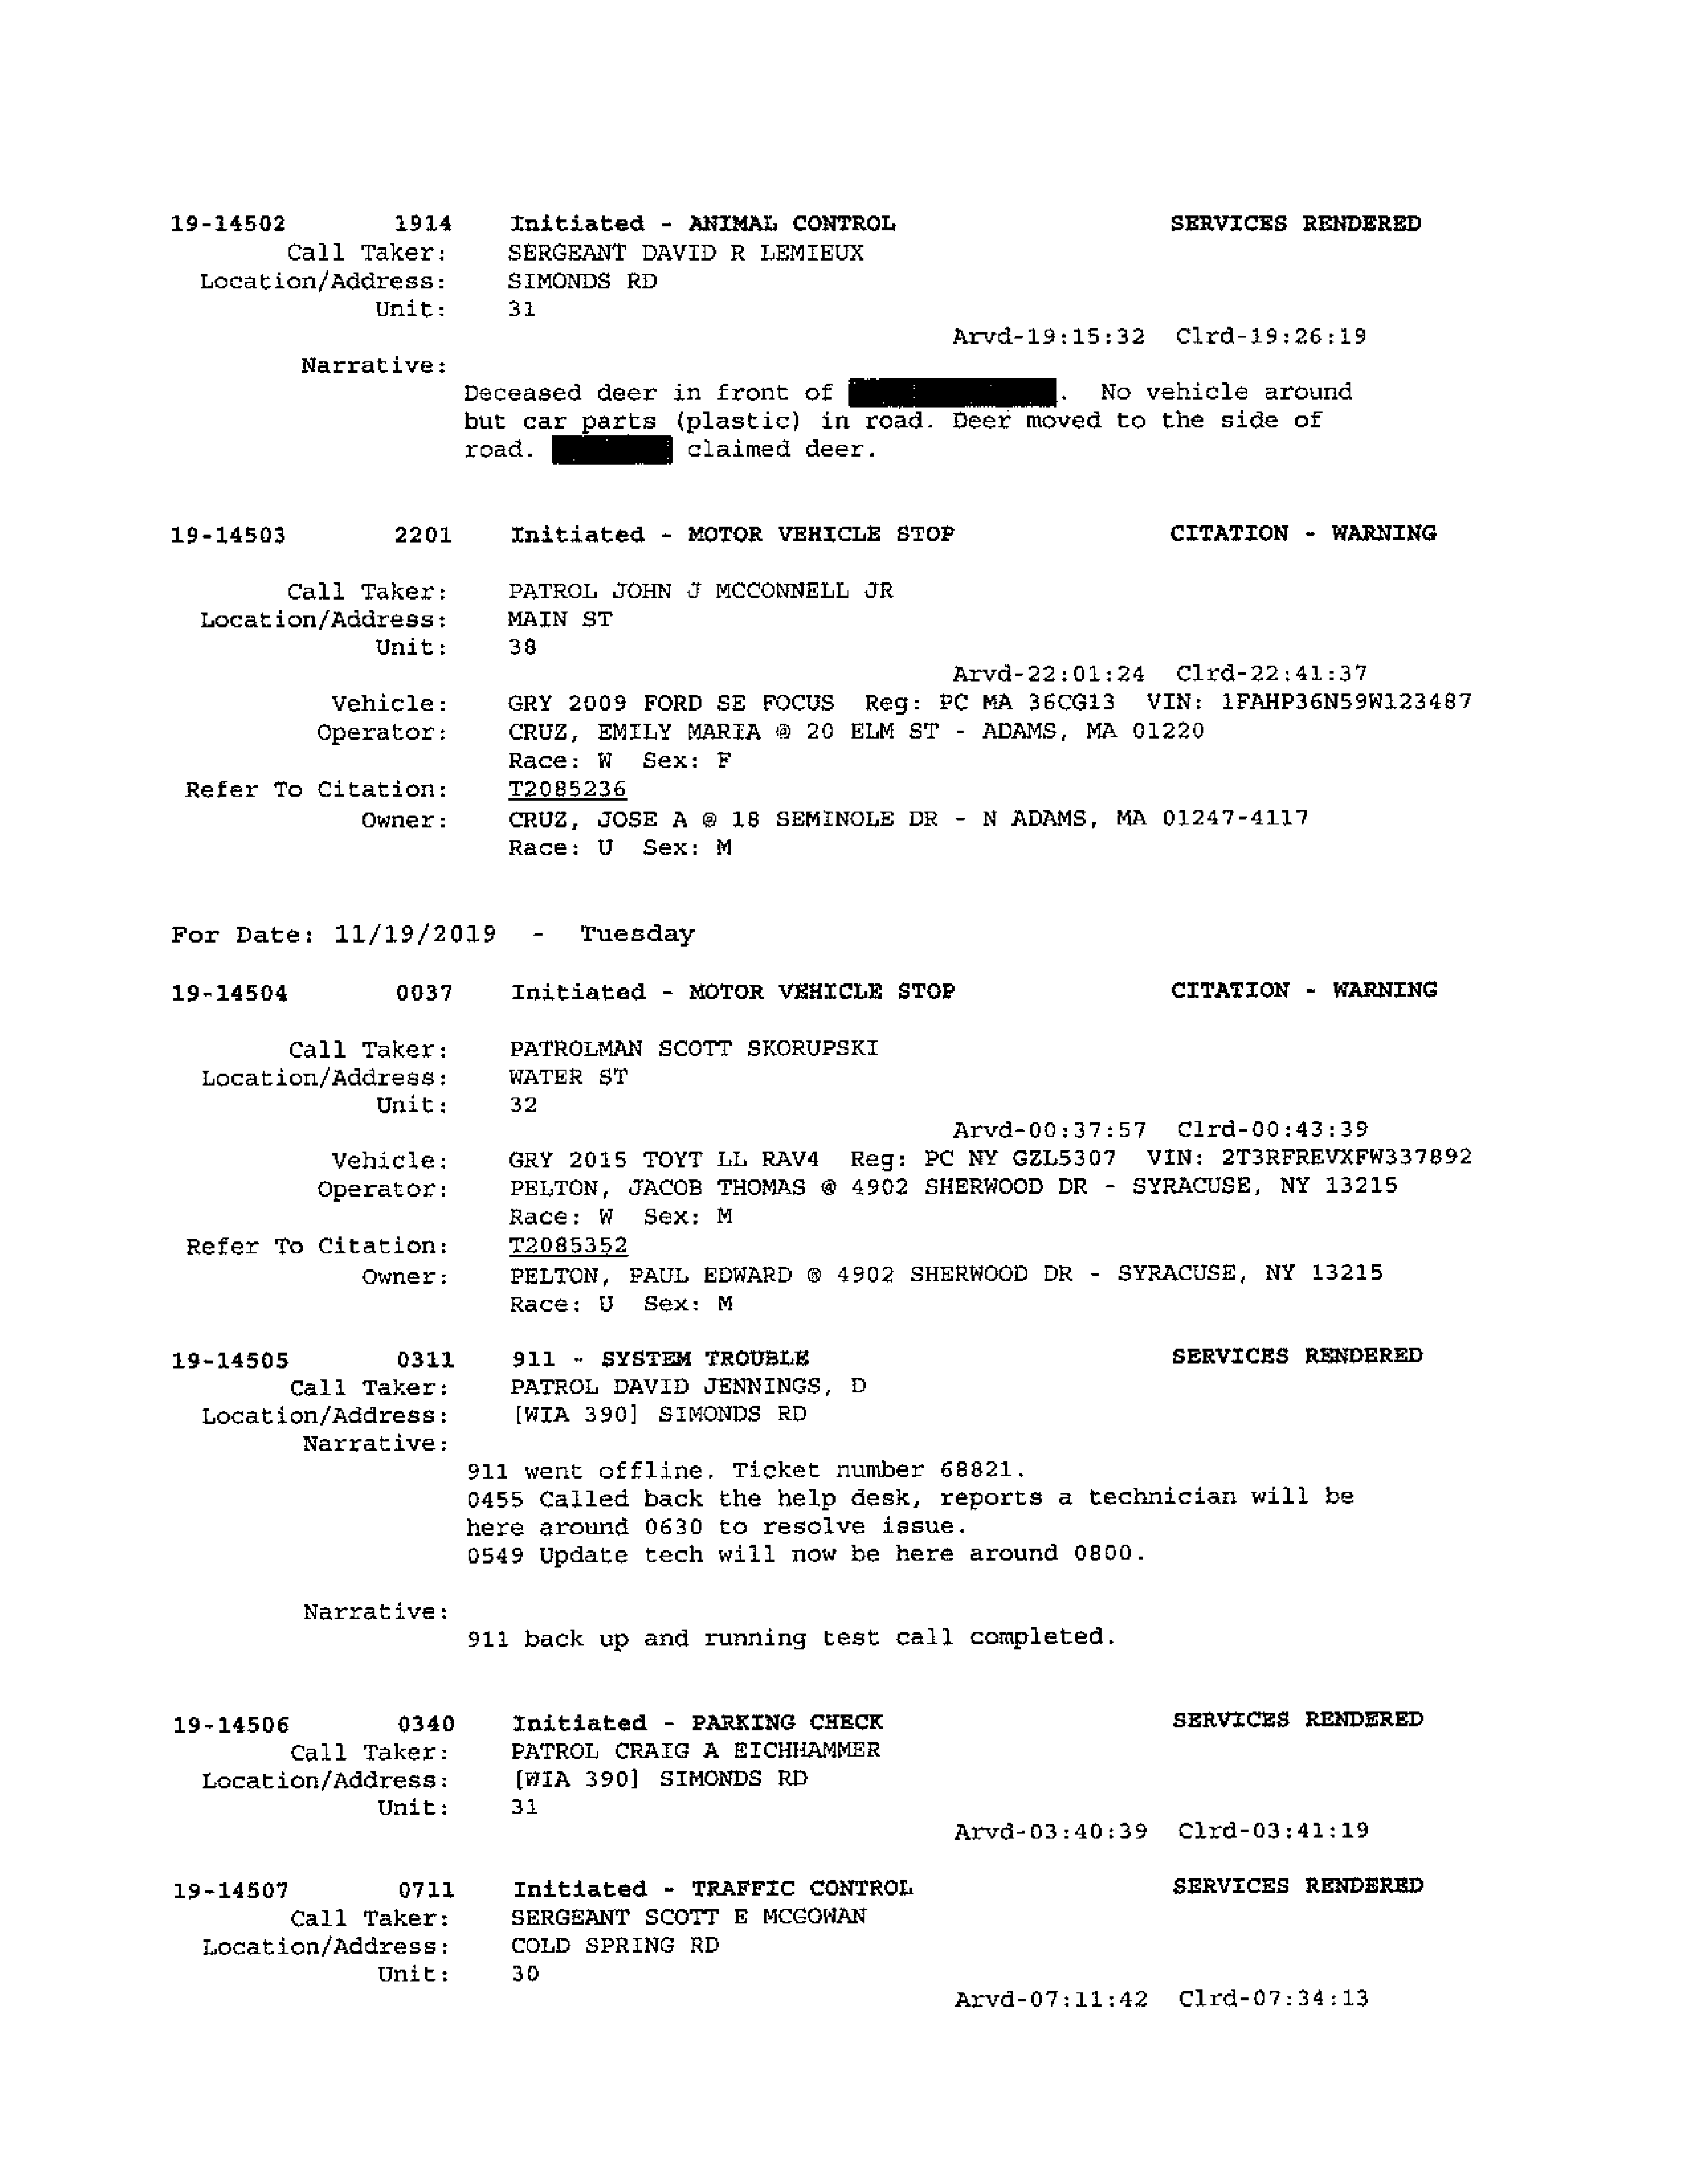 19-14502 1914 Initiated - ANIMAL CONTROL SERVICES RENDERED
Call Taker: SERGEANT DAVID R LEMIEUX
Location/Address: SIMONDS RD
Unit: 31
Arvd-19:15:32 Clrd-19:26:19
Narrative:
Deceased deer in front of . No vehicle around
but car parts (plastic) in road. Deer moved to the side of
road. claimed deer.
19-14503 2201 Initiated - MOTOR VEHICLE STOP CITATION - WARNING
Call Taker: PATROL JOHN J MCCONNELL JR
Location/Address: MAIN ST
Unit: 38
Arvd-22:01:24 Clrd-22:41:37
Vehicle: GRY 2009 FORD SE FOCUS Reg: PC MA 36CG13 VIN: 1FAHP36N59W123487
Operator: CRUZ, EMILY MARIA @ 20 ELM ST - ADAMS, MA 01220
Race: W Sex: F
Refer To Citation: T2085236
Owner: CRUZ, JOSE A @ 18 SEMINOLE DR - N ADAMS, MA 01247-4117
Race: U Sex: M
For Date: 11/19/2019 - Tuesday
19-14504 0037 Initiated - MOTOR VEHICLE STOP CITATION - WARNING
Call Taker: PATROLMAN SCOTT SKORUPSKI
Location/Address: WATER ST
Unit: 32
Arvd-00:37:57 Clrd-00:43:39
Vehicle: GRY 2015 TOYT LL RAV4 Reg: PC NY GZL5307 VIN: 2T3RFREVXFW337892
Operator: PELTON, JACOB THOMAS @ 4902 SHERWOOD DR - SYRACUSE, NY 13215
Race: W Sex: M
Refer To Citation: T2085352
Owner: PELTON, PAUL EDWARD @ 4902 SHERWOOD DR - SYRACUSE, NY 13215
Race: U Sex: M
19-14505 0311 911 - SYSTEM TROUBLE SERVICES RENDERED
Call Taker: PATROL DAVID JENNINGS, D
Location/Address: [WIA 390] SIMONDS RD
Narrative:
911 went offline. Ticket number 68821.
0455 Called back the help desk, reports a technician will be
here around 0630 to resolve issue.
0549 Update tech will now be here around 0800.
Narrative:
911 back up and running test call completed.
19-14506 0340 Initiated - PARKING CHECK SERVICES RENDERED
Call Taker: PATROL CRAIG A EICHHAMMER
Location/Address: [WIA 390] SIMONDS RD
Unit: 31
Arvd-03:40:39 Clrd-03:41:19
19-14507 0711 Initiated - TRAFFIC CONTROL SERVICES RENDERED
Call Taker: SERGEANT SCOTT E MCGOWAN
Location/Address: COLD SPRING RD
Unit: 30
Arvd-07:11:42 Clrd-07:34:13